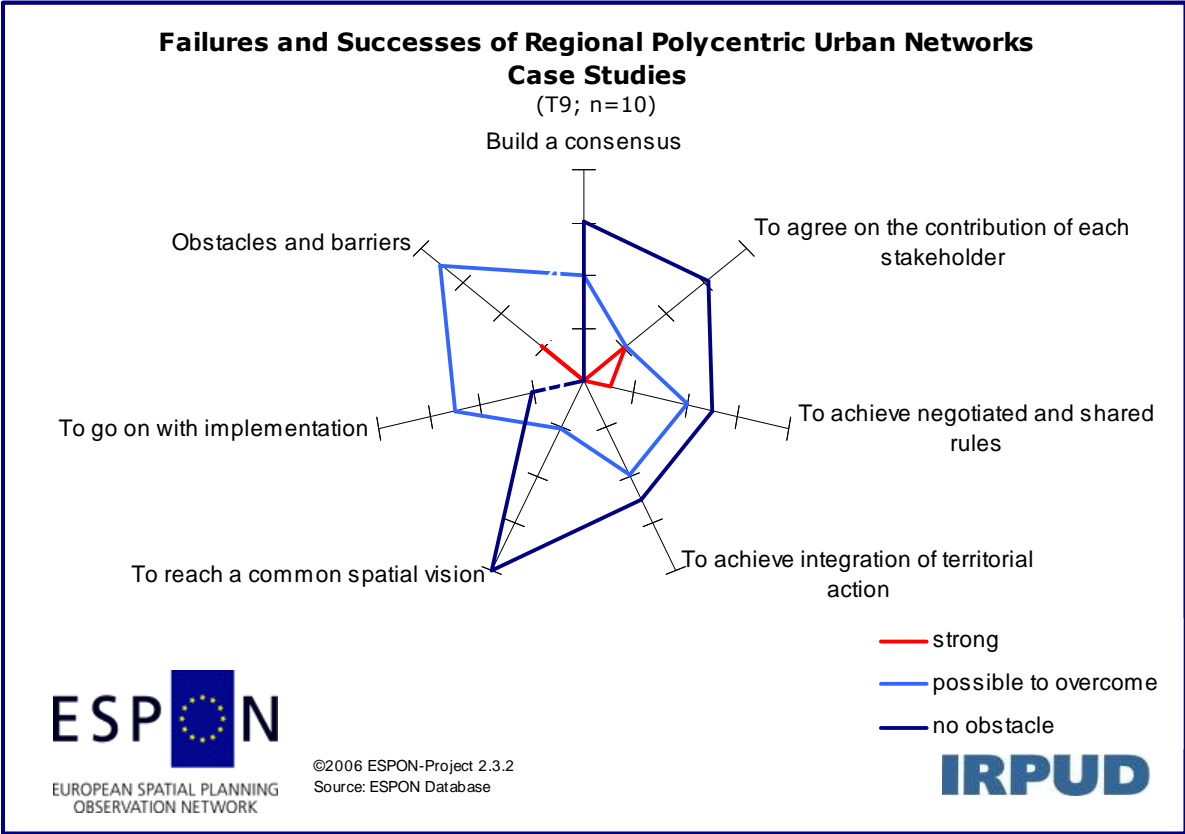 Failures and Successes of Regional Polycentric Urban Networks
Case Studies
(T9; n=10)
Build a consensus
To agree on the contribution of each
stakeholder
Obstacles and barriers
To achieve negotiated and shared
rules
To go on with implementation
To achieve integration of territorial
action
To reach a common spatial vision
strong
possible to overcome
no obstacle
ESPON
EUROPEAN SPATIAL PLANNING
OBSERVATION NETWORK
©2006 ESPON-Project 2.3.2
Source: ESPON Database
IRPUD